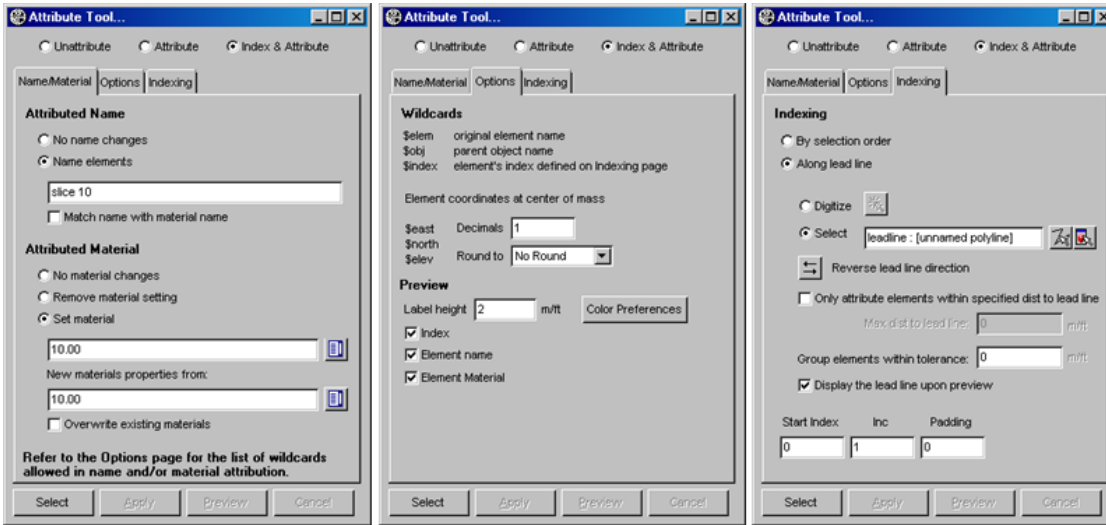 Attribute Tool...
Unattribute Attribute Index & Attribute
Name/Material Options Indexing
Attributed Name
No name changes
Name elements
slice 10
Match name with material name
Attributed Material
No material changes
Remove material setting
Set material
10.00
New materials properties from:
10.00
Overwrite existing materials
Refer to the Options page for the list of wildcards
allowed in name and/or material attribution.
Select Apply Preview Cancel
Attribute Tool...
Unattribute Attribute Index & Attribute
Name/Material Options Indexing
Wildcards
$elem original element name
$obj parent object name
$index element's index defined on Indexing page
Element coordinates at center of mass
$east Decimals 1
$north
$elev Round to No Round
Preview
Label height 2 m/ft Color Preferences
Index
Element name
Element Material
Select Apply Preview Cancel
Attribute Tool...
Unattribute Attribute Index & Attribute
Name/Material Options Indexing
Indexing
By selection order
Along lead line
Digitize
Select leadline : [unnamed polyline]
Reverse lead line direction
Only attribute elements within specified dist to lead line
Max dist to lead line: 0 m/ft
Group elements within tolerance: 0 m/ft
Display the lead line upon preview
Start Index Inc Padding
0 1 0
Select Apply Preview Cancel